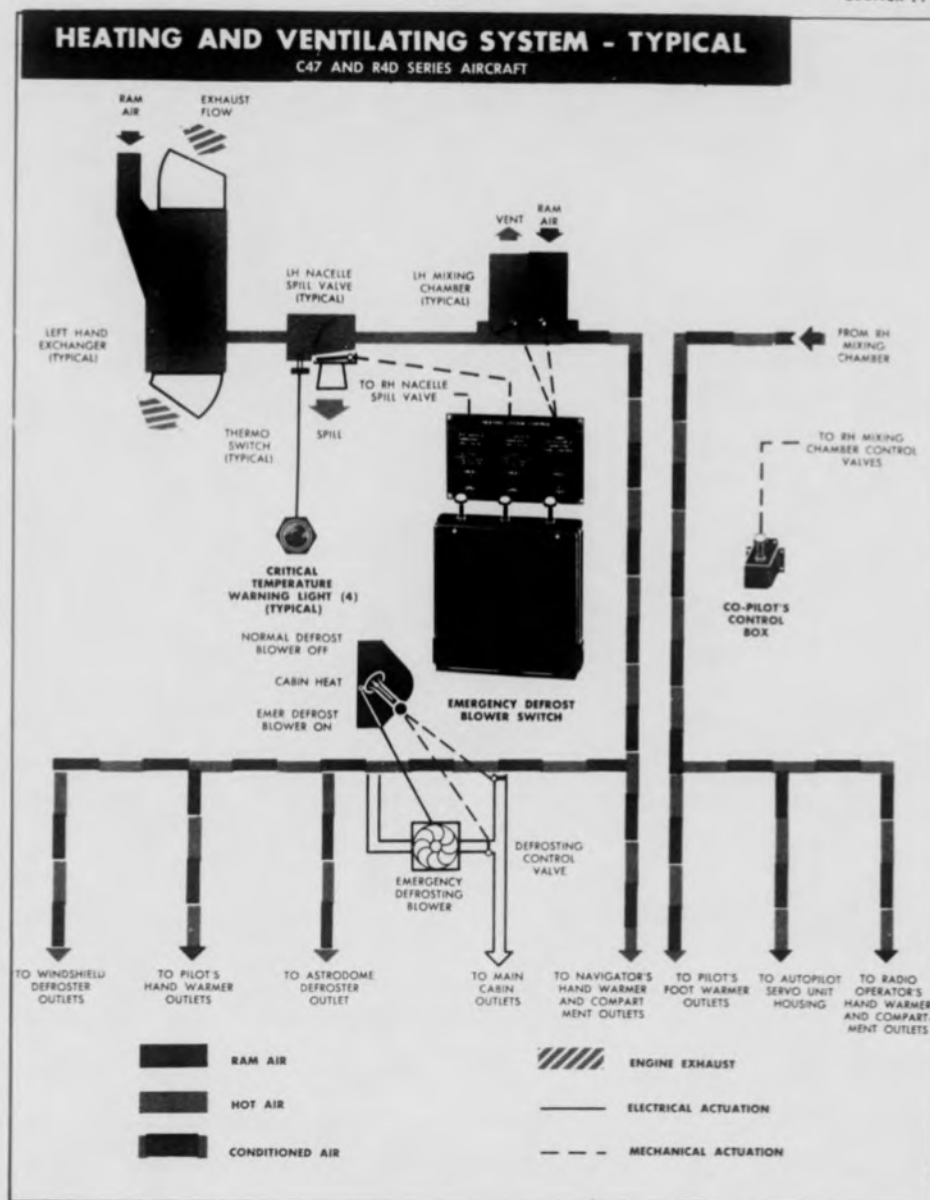 HEATING AND VENTILATING SYSTEM - TYPICAL
C47 AND R4D SERIES AIRCRAFT
RAM
AIR
EXHAUST
FLOW
VENT
RAM
AIR
LH NACELLE
SPILL VALVE
(TYPICAL)
LH MIXING
CHAMBER
(TYPICAL)
LEFT HAND
EXCHANGER
(TYPICAL)
FROM RH
MIXING
CHAMBER
TO RH NACELLE
SPILL VALVE
THERMO
SWITCH
(TYPICAL)
SPILL
TO RH MIXING
CHAMBER CONTROL
VALVES
CRITICAL
TEMPERATURE
WARNING LIGHT (4)
(TYPICAL)
CO-PILOT'S
CONTROL
BOX
NORMAL DEFROST
BLOWER OFF
CABIN HEAT
EMER DEFROST
BLOWER ON
EMERGENCY DEFROST
BLOWER SWITCH
DEFROSTING
CONTROL
VALVE
EMERGENCY
DEFROSTING
BLOWER
TO WINDSHIELD
DEFROSTER
OUTLETS
TO PILOT'S
HAND WARMER
OUTLETS
TO ASTRODOME
DEFROSTER
OUTLET
TO MAIN
CABIN
OUTLETS
TO NAVIGATOR'S
HAND WARMER
AND COMPART
MENT OUTLETS
TO PILOT'S
FOOT WARMER
OUTLETS
TO AUTOPILOT
SERVO UNIT
HOUSING
TO RADIO
OPERATOR'S
HAND WARMER
AND COMPART-
MENT OUTLETS
RAM AIR
HOT AIR
CONDITIONED AIR
ENGINE EXHAUST
ELECTRICAL ACTUATION
MECHANICAL ACTUATION